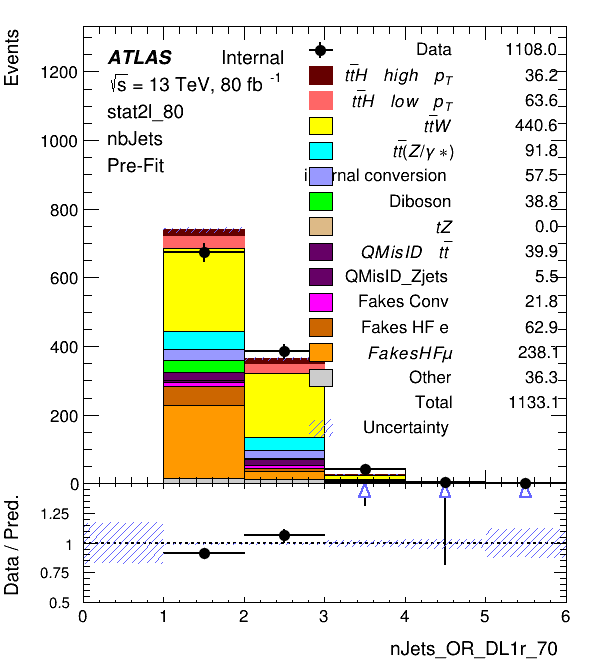 Events
ATLAS Internal
√s = 13 TeV, 80 fb -1
stat2l_80
nbJets
Pre-Fit
Data 1108.0
tt̄H high pT 36.2
tt̄H low pT 63.6
tt̄W 440.6
tt̄(Z/γ *) 91.8
internal conversion 57.5
Diboson 38.8
tZ 0.0
QMisID tt̄ 39.9
QMisID_Zjets 5.5
Fakes Conv 21.8
Fakes HF e 62.9
FakesHFμ 238.1
Other 36.3
Total 1133.1
Uncertainty
1200
1000
800
600
400
200
0
Data / Pred.
1.25
1
0.75
0.5
0 1 2 3 4 5 6
nJets_OR_DL1r_70